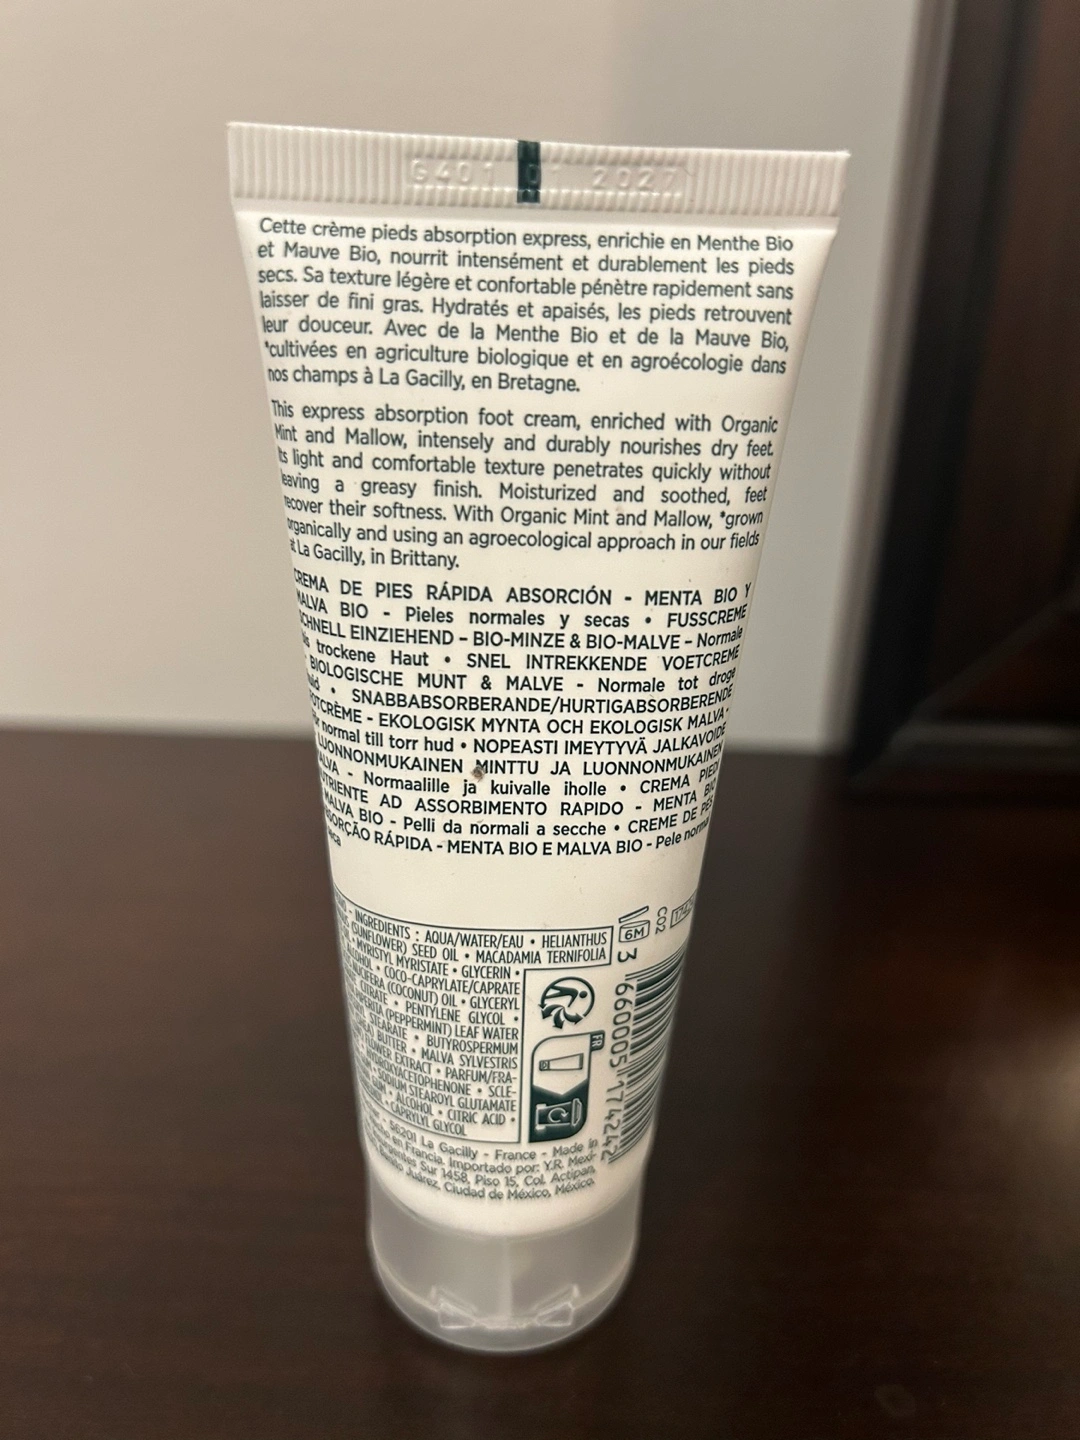 G401 01 2027
Cette crème pieds absorption express, enrichie en Menthe Bio
et Mauve Bio, nourrit intensément et durablement les pieds
secs. Sa texture légère et confortable pénètre rapidement sans
laisser de fini gras. Hydratés et apaisés, les pieds retrouvent
leur douceur. Avec de la Menthe Bio et de la Mauve Bio,
*cultivées en agriculture biologique et en agroécologie dans
nos champs à La Gacilly, en Bretagne.
This express absorption foot cream, enriched with Organic
Mint and Mallow, intensely and durably nourishes dry feet.
Its light and comfortable texture penetrates quickly without
leaving a greasy finish. Moisturized and soothed, feet
recover their softness. With Organic Mint and Mallow, *grown
organically and using an agroecological approach in our fields
at La Gacilly, in Brittany.
CREMA DE PIES RÁPIDA ABSORCIÓN - MENTA BIO Y
MALVA BIO - Pieles normales y secas • FUSSCREME
SCHNELL EINZIEHEND – BIO-MINZE & BIO-MALVE – Normale
trockene Haut • SNEL INTREKKENDE VOETCREME
BIOLOGISCHE MUNT & MALVE - Normale tot droge
• SNABBABSORBERANDE/HURTIGABSORBERENDE
FOTCRÈME - EKOLOGISK MYNTA OCH EKOLOGISK MALVA -
normal till torr hud • NOPEASTI IMEYTYVÄ JALKAVOIDE
LUONNONMUKAINEN MINTTU JA LUONNONMUKAINEN
MALVA - Normaalille ja kuivalle iholle • CREMA PIEDI
NUTRIENTE AD ASSORBIMENTO RAPIDO - MENTA BIO
MALVA BIO - Pelli da normali a secche • CREME DE PÉS
ABSORÇÃO RÁPIDA - MENTA BIO E MALVA BIO - Pele
- INGREDIENTS : AQUA/WATER/EAU • HELIANTHUS
(SUNFLOWER) SEED OIL • MACADAMIA TERNIFOLIA
• MYRISTYL MYRISTATE • GLYCERIN •
• COCO-CAPRYLATE/CAPRATE
(COCONUT) OIL • GLYCERYL
CITRATE • PENTYLENE GLYCOL •
(PEPPERMINT) LEAF WATER
STEARATE • BUTYROSPERMUM
BUTTER • MALVA SYLVESTRIS
FLOWER EXTRACT • PARFUM/FRA-
HYDROXYACETOPHENONE • SCLE-
• SODIUM STEAROYL GLUTAMATE
GUM • ALCOHOL • CITRIC ACID •
• CAPRYLYL GLYCOL
6M
C02
FR
3 660005 174242
56201 La Gacilly - France - Made in
en Francia. Importado por: Y.R. Mexi-
Sur 1458, Piso 15, Col. Actipan,
Benito Juárez, Ciudad de México, México.